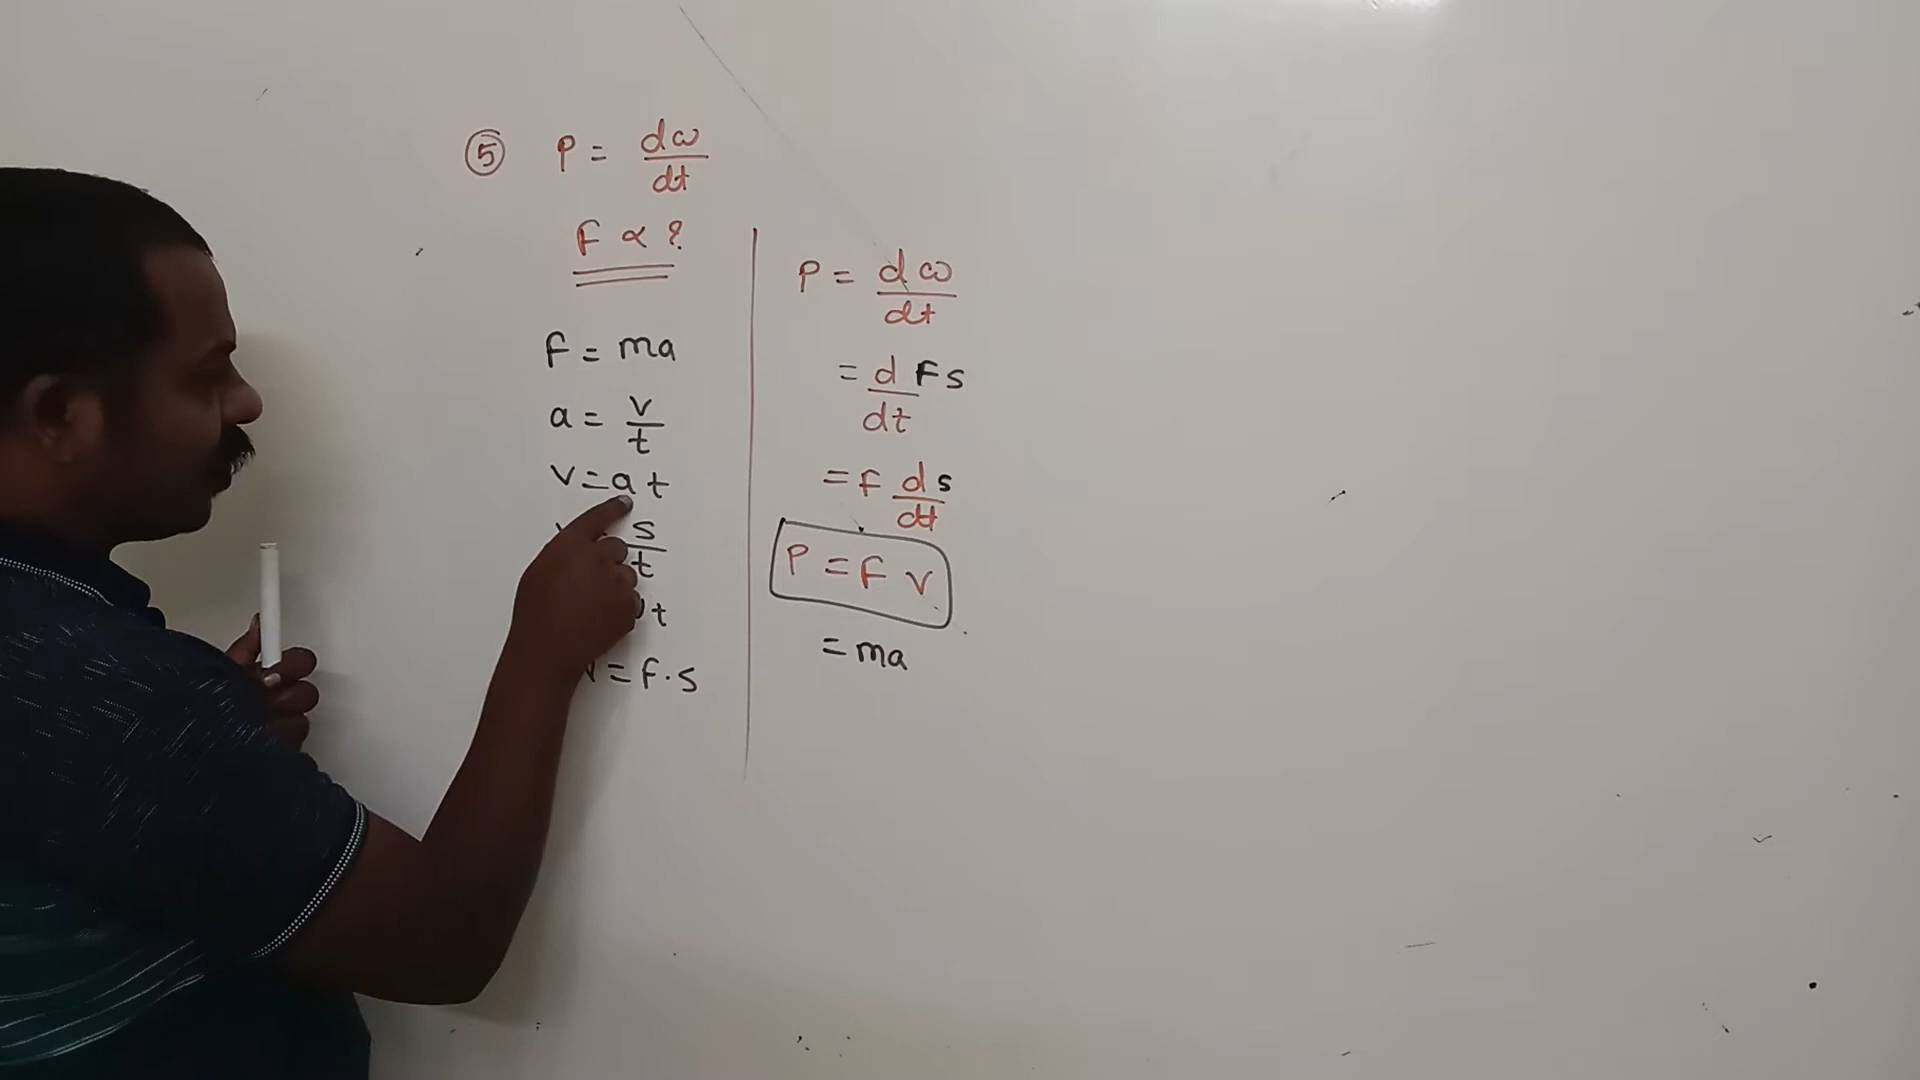 ⑤ P = dω/dt
F ∝ ?
F = ma
a = v/t
v = at
s/t
t
= F·s
P = dω/dt
= d/dt Fs
= F ds/dt
P = F v
= ma